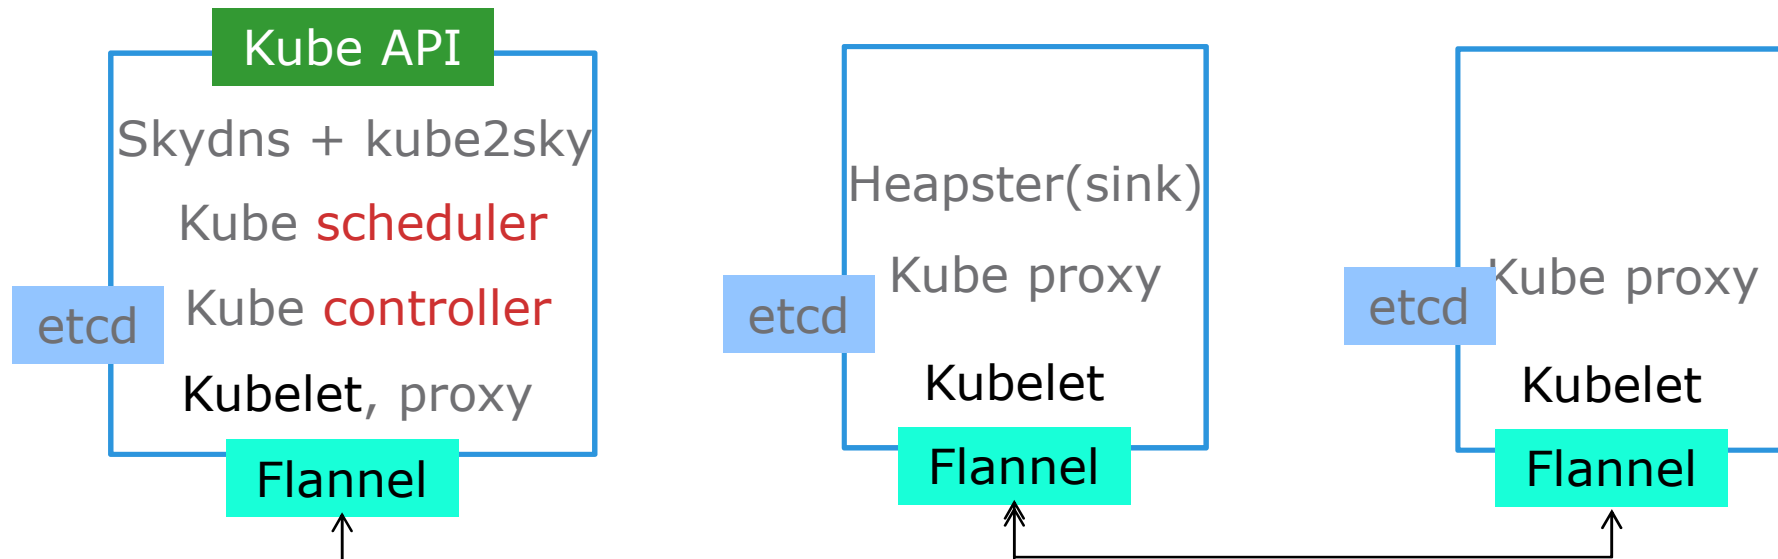 Kube API
Skydns + kube2sky
Kube scheduler
Kube controller
etcd
Kubelet, proxy
Flannel
Heapster(sink)
Kube proxy
etcd
Kubelet
Flannel
Kube proxy
etcd
Kubelet
Flannel